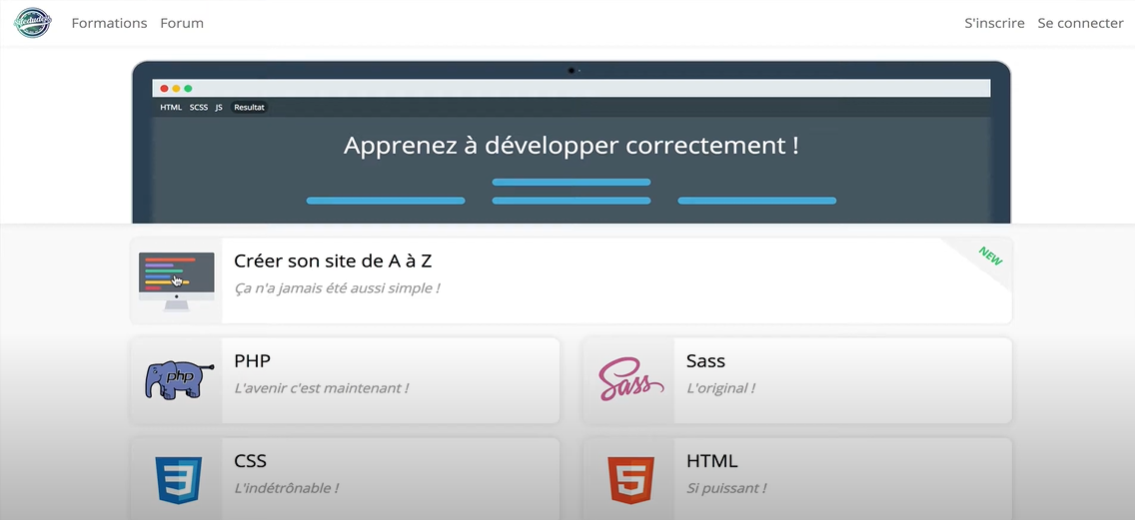 Formations Forum S'inscrire Se connecter
HTML SCSS JS Resultat
Apprenez à développer correctement !
Créer son site de A à Z
NEW
Ça n'a jamais été aussi simple !
php
PHP
L'avenir c'est maintenant !
Sass
Sass
L'original !
3
CSS
L'indétrônable !
5
HTML
Si puissant !